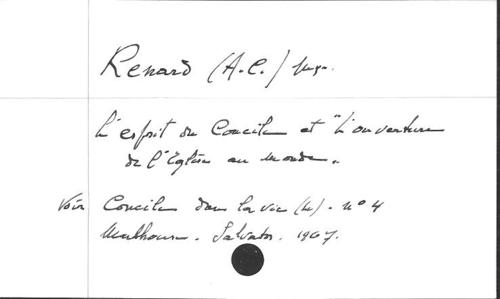 Renard (A.C.) Mgr.
L'esprit du Concile et "L'ouverture
de l'Eglise au monde".
Voir Concile dans la vie (Le). n° 4
Mulhouse. Salvator. 1967.